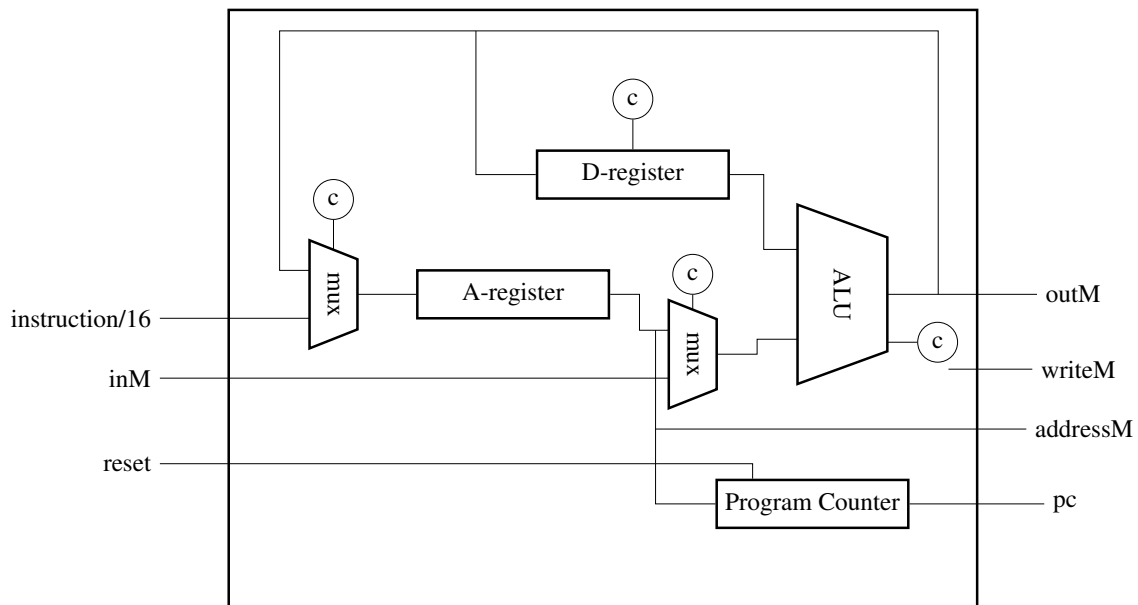 c
D-register
c
mux
A-register
c
mux
ALU
outM
instruction/16
c
inM
writeM
addressM
reset
Program Counter
pc